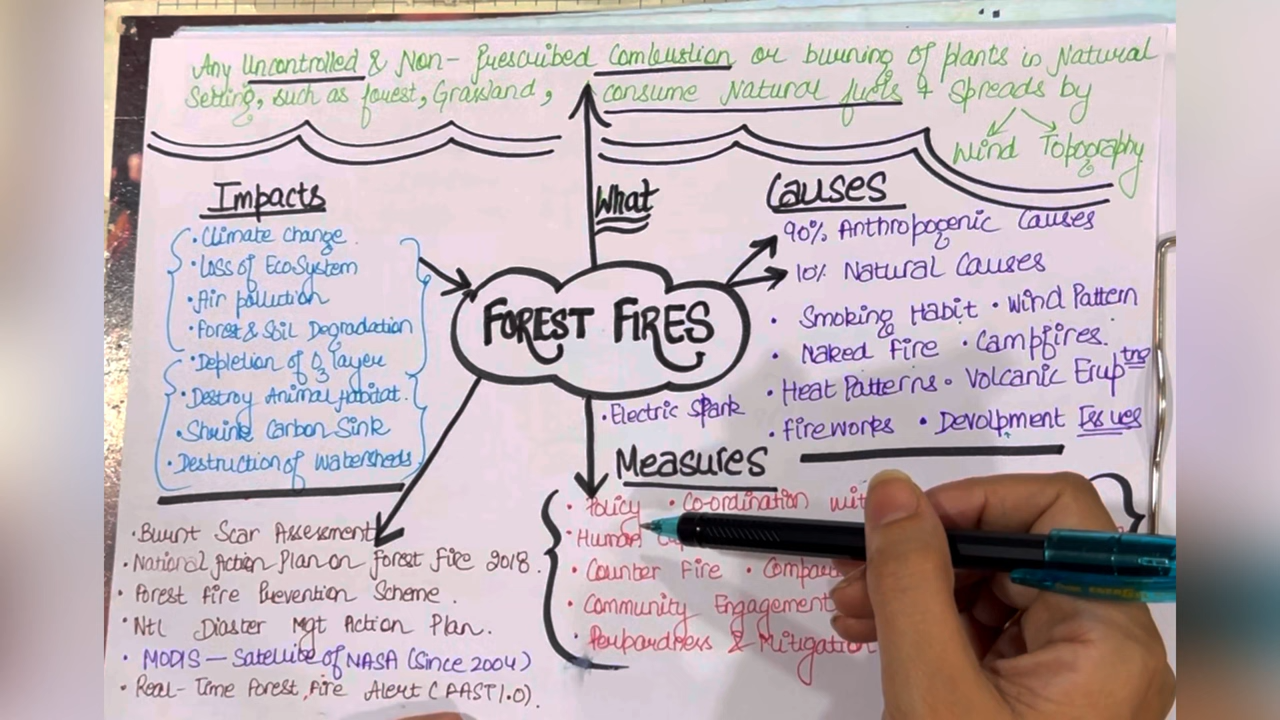 Any Uncontrolled & Non-Prescribed Combustion or burning of plants in Natural
Setting, such as forest, Grassland, consume Natural fuels & Spreads by
Wind Topography
Impacts
• Climate change
• Loss of EcoSystem
• Air pollution
• Forest & Soil Degradation
• Depletion of O3 layer
• Destroy Animal Habitat.
• Shrink Carbon Sink
• Destruction of Watersheds
What
FOREST FIRES
Causes
90% Anthropogenic Causes
10% Natural Causes
• Smoking Habit • Wind Pattern
• Naked fire • Campfires.
• Heat Patterns • Volcanic Eruptng
• Electric Spark
• fireworks • Devolpment Issues
Measures
• Policy • Co-ordination
• Human
• Counter Fire
• Community Engagement
• Perpardness & Mitigation
• Burnt Scar Assesement
• National Action Plan on Forest Fire 2018.
• Forest Fire Prevention Scheme.
• Ntl Diaster Mgt Action Plan.
• MODIS – Satellite of NASA (Since 2004)
• Real-Time Forest Fire Alert (FAST 1.0).